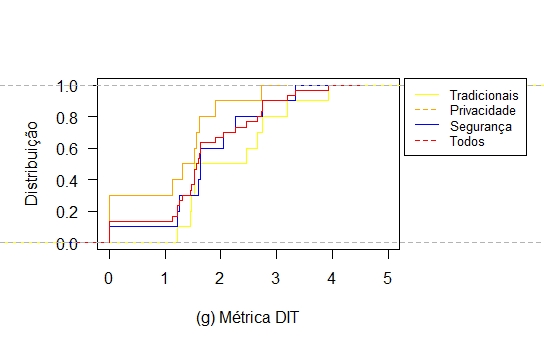 Distribuição
1.0
0.8
0.6
0.4
0.2
0.0
0 1 2 3 4 5
(g) Métrica DIT
Tradicionais
Privacidade
Segurança
Todos